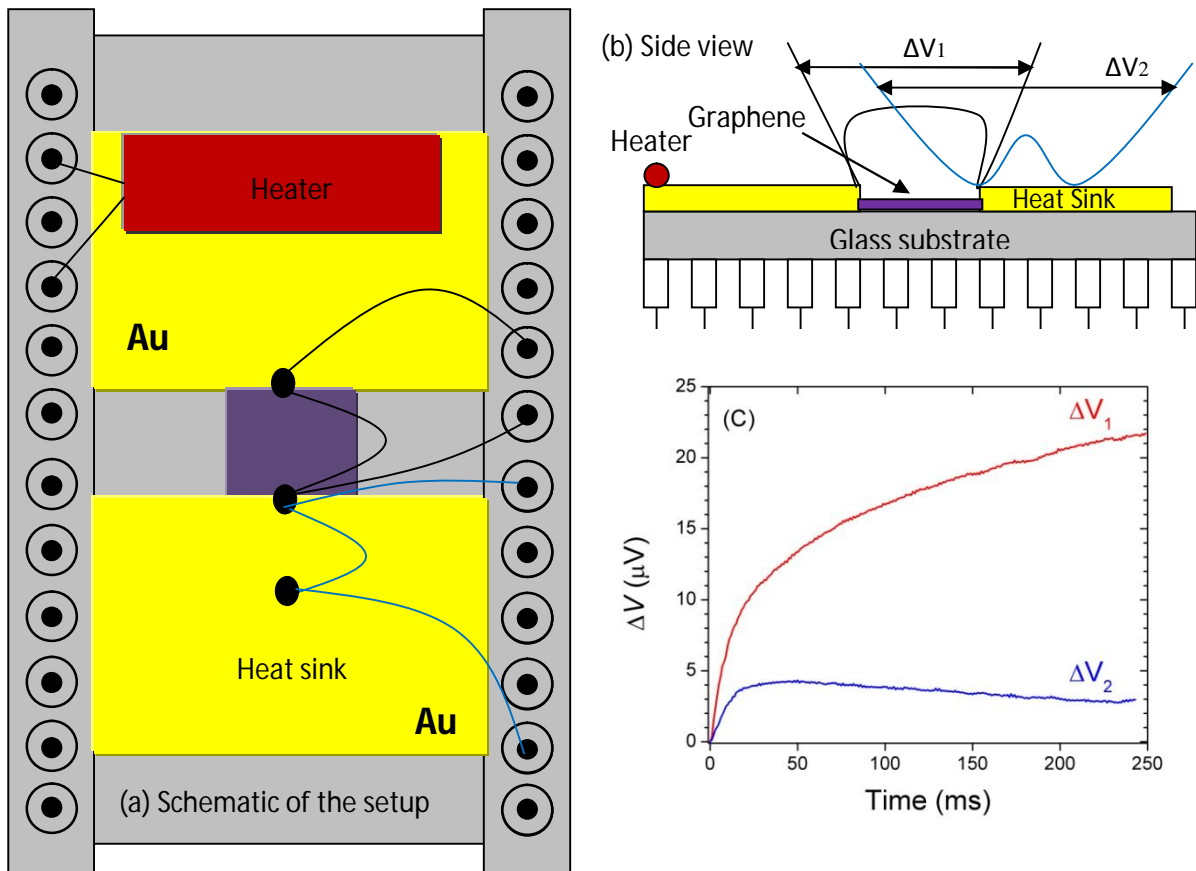 Heater
Au
Heat sink
Au
(a) Schematic of the setup
(b) Side view
ΔV1
ΔV2
Graphene
Heater
Heat Sink
Glass substrate
(C)
ΔV1
ΔV2
25
20
15
10
5
0
ΔV (μV)
0 50 100 150 200 250
Time (ms)